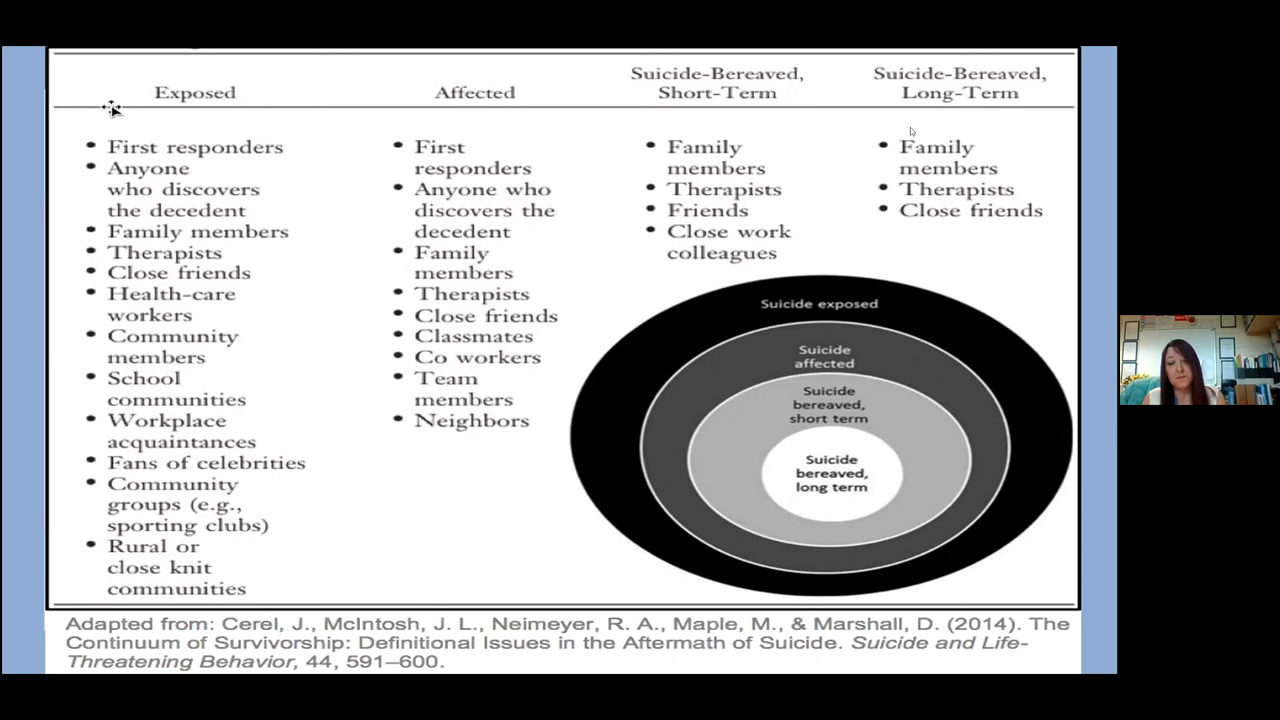 Exposed
Affected
Suicide-Bereaved,
Short-Term
Suicide-Bereaved,
Long-Term
• First responders
• Anyone
who discovers
the decedent
• Family members
• Therapists
• Close friends
• Health-care
workers
• Community
members
• School
communities
• Workplace
acquaintances
• Fans of celebrities
• Community
groups (e.g.,
sporting clubs)
• Rural or
close knit
communities
• First
responders
• Anyone who
discovers the
decedent
• Family
members
• Therapists
• Close friends
• Classmates
• Co workers
• Team
members
• Neighbors
• Family
members
• Therapists
• Friends
• Close work
colleagues
• Family
members
• Therapists
• Close friends
Suicide exposed
Suicide
affected
Suicide
bereaved,
short term
Suicide
bereaved,
long term
Adapted from: Cerel, J., McIntosh, J. L., Neimeyer, R. A., Maple, M., & Marshall, D. (2014). The
Continuum of Survivorship: Definitional Issues in the Aftermath of Suicide. Suicide and Life-
Threatening Behavior, 44, 591–600.